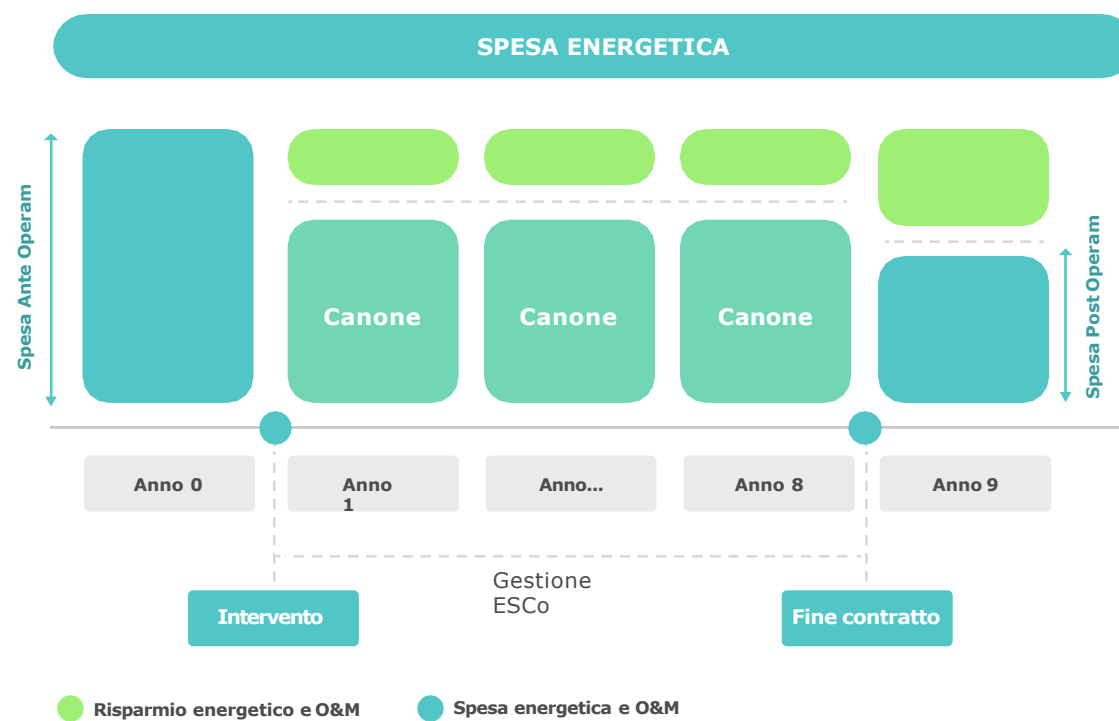 SPESA ENERGETICA
Spesa Ante Operam
Canone
Canone
Canone
Spesa Post Operam
Anno 0
Anno
1
Anno...
Anno 8
Anno 9
Gestione
ESCo
Intervento
Fine contratto
Risparmio energetico e O&M
Spesa energetica e O&M